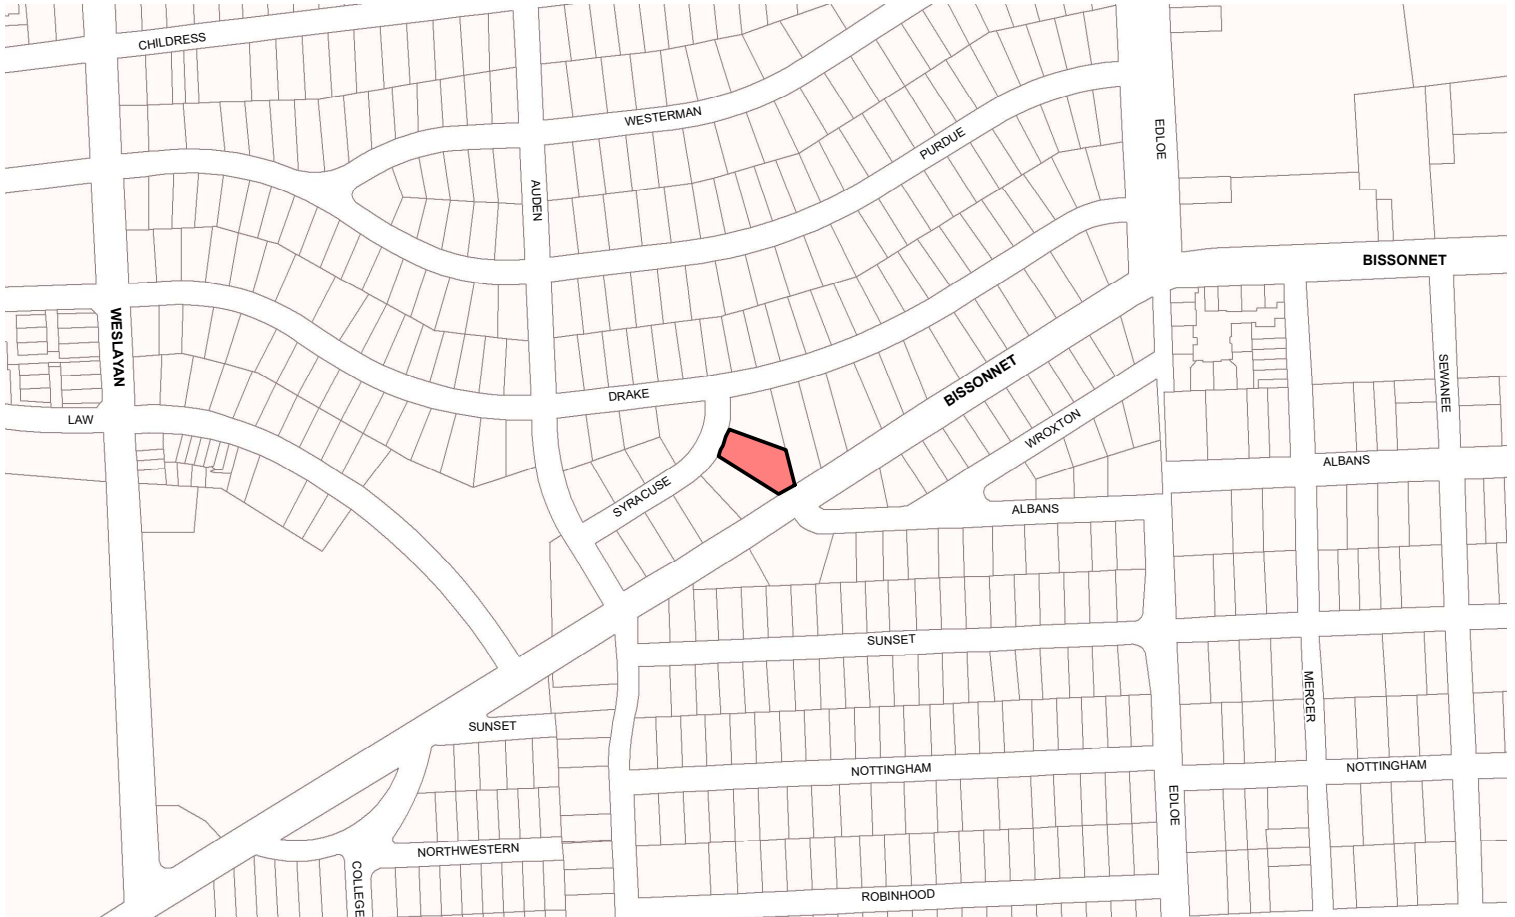 CHILDRESS
WESTERMAN
PURDUE
EDLOE
AUDEN
BISSONNET
WESLAYAN
BISSONNET
SEWANEE
DRAKE
LAW
WROXTON
ALBANS
SYRACUSE
ALBANS
SUNSET
MERCER
SUNSET
NOTTINGHAM
NOTTINGHAM
EDLOE
NORTHWESTERN
COLLEGE
ROBINHOOD